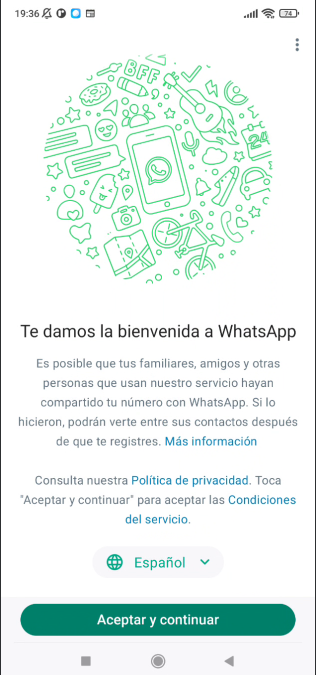 19:36
74
BFF
24
Te damos la bienvenida a WhatsApp
Es posible que tus familiares, amigos y otras
personas que usan nuestro servicio hayan
compartido tu número con WhatsApp. Si lo
hicieron, podrán verte entre sus contactos después
de que te registres. Más información
Consulta nuestra Política de privacidad. Toca
"Aceptar y continuar" para aceptar las Condiciones
del servicio.
Español
Aceptar y continuar